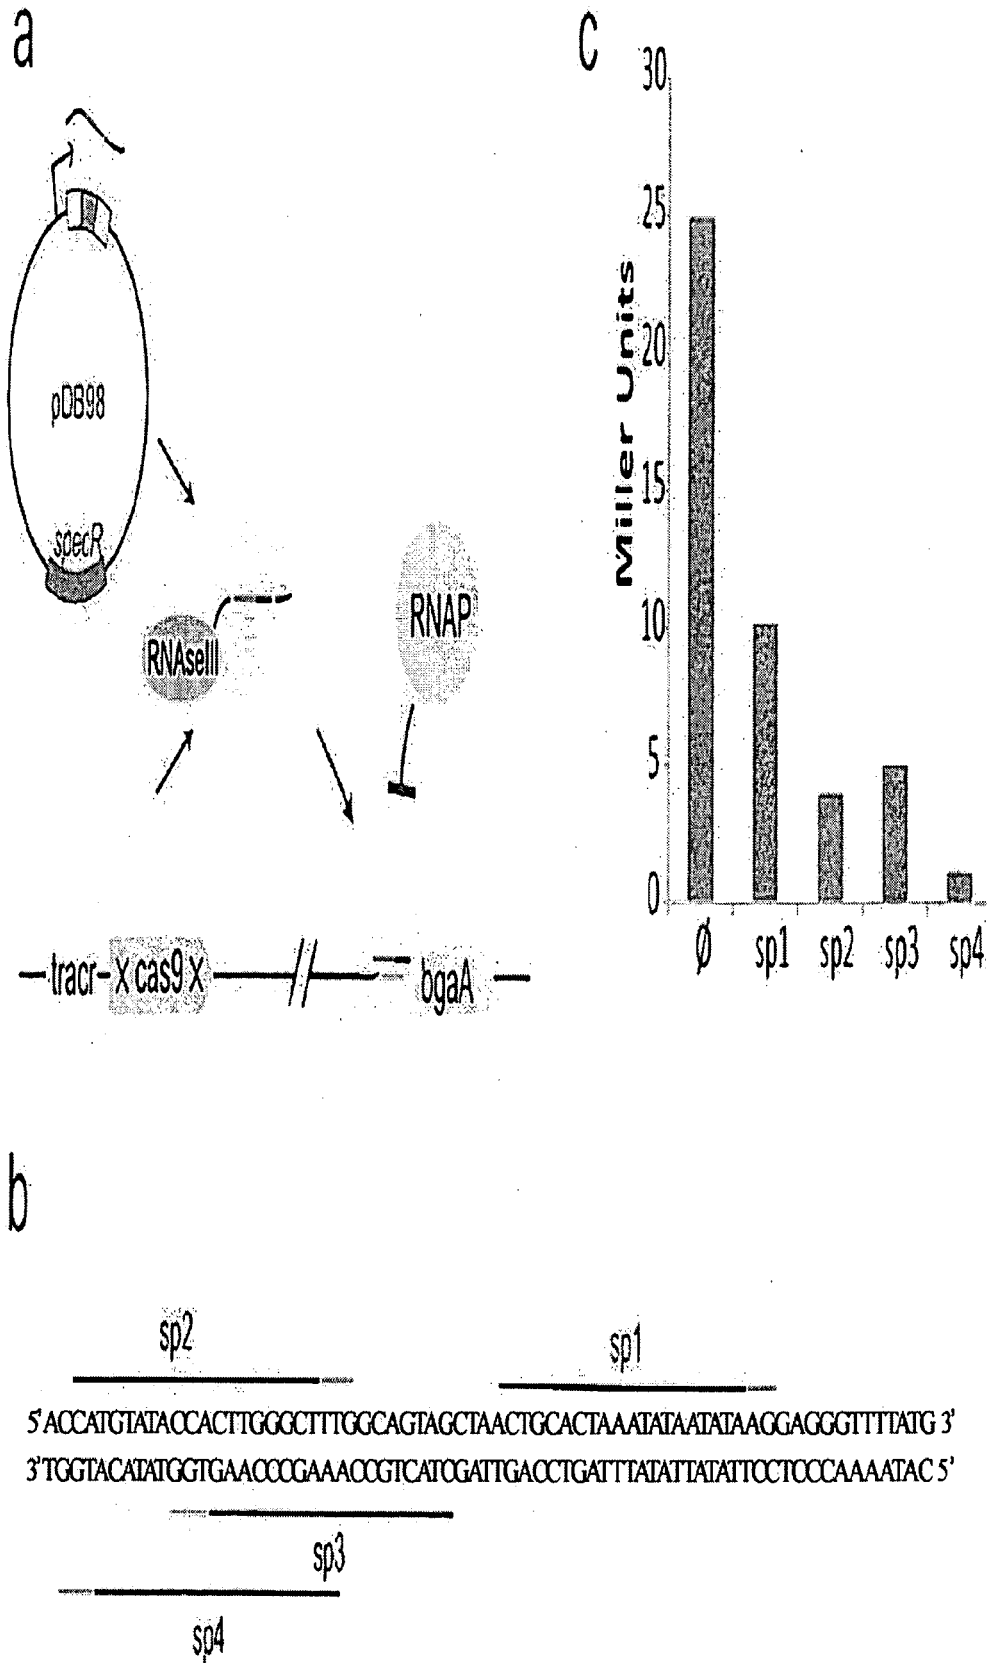 a
pDB98
specR
RNAseIII
RNAP
tracr
X cas9 X
bgaA
c
Miller Units
30
25
20
15
10
5
0
Ø sp1 sp2 sp3 sp4
b
sp2
sp1
5'ACCATGTATACCACTTGGGCTTTGGCAGTAGCTAACTGCACTAAATATAATATAAGGAGGGTTTTATG 3'
3'TGGTACATATGGTGAACCCGAAACCGTCATCGATTGACCTGATTTATATTATATTCCTCCCAAAATAC 5'
sp3
sp4